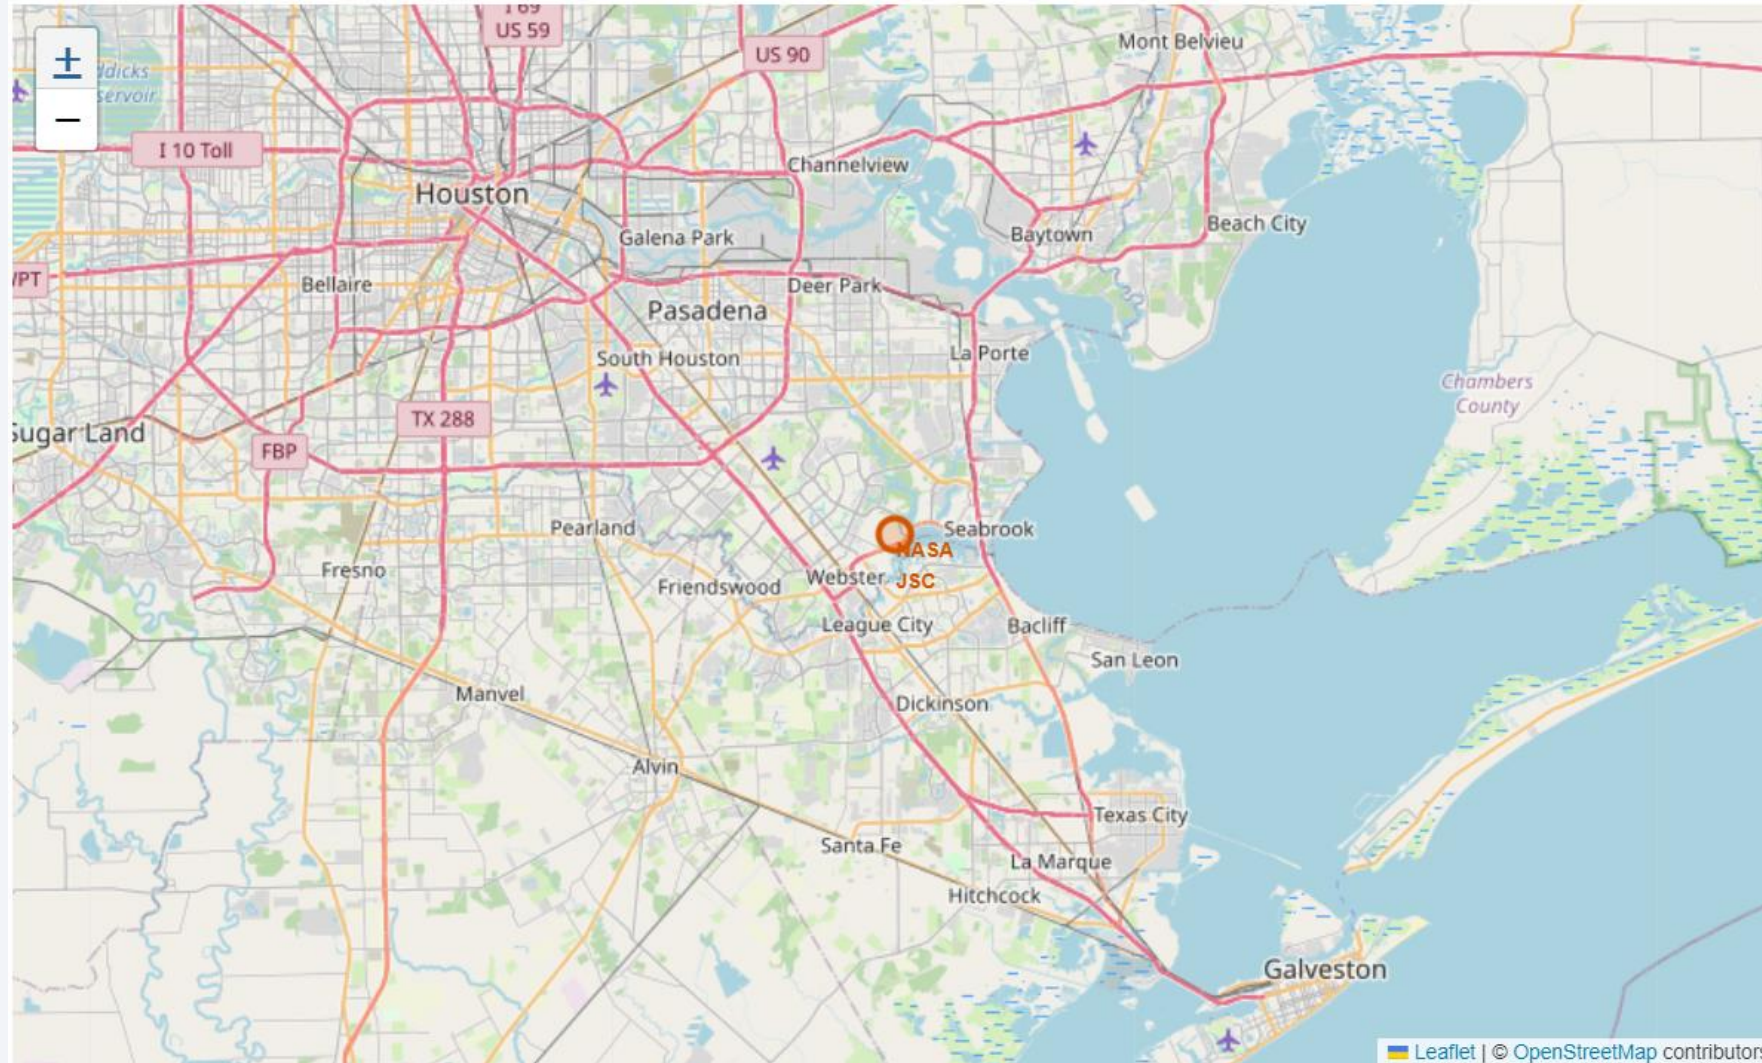 I 69
US 59
US 90
Mont Belvieu
+
−
I 10 Toll
Channelview
Houston
Galena Park
Baytown
Beach City
Bellaire
Deer Park
Pasadena
South Houston
La Porte
Chambers
County
TX 288
Sugar Land
FBP
Pearland
Seabrook
NASA
JSC
Fresno
Friendswood
Webster
League City
Bacliff
San Leon
Manvel
Dickinson
Alvin
Texas City
Santa Fe
La Marque
Hitchcock
Galveston
Leaflet | © OpenStreetMap contributors